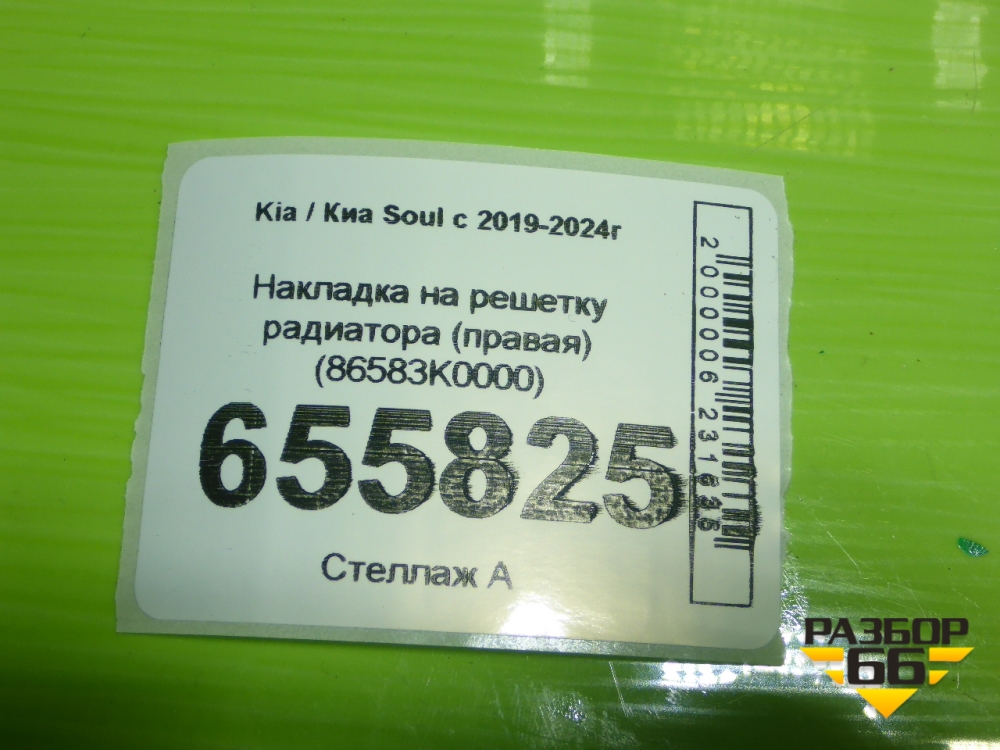 Kia / Киа Soul с 2019-2024г
Накладка на решетку
радиатора (правая)
(86583K0000)
655825
Стеллаж А
2000006231635
РАЗБОР
66